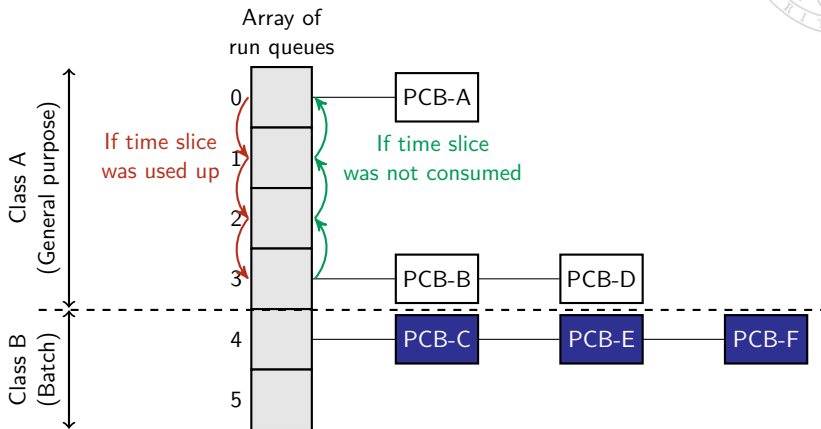 Array of
run queues
Class A
(General purpose)
0
PCB-A
If time slice
was used up
1
If time slice
was not consumed
2
3
PCB-B
PCB-D
Class B
(Batch)
4
PCB-C
PCB-E
PCB-F
5